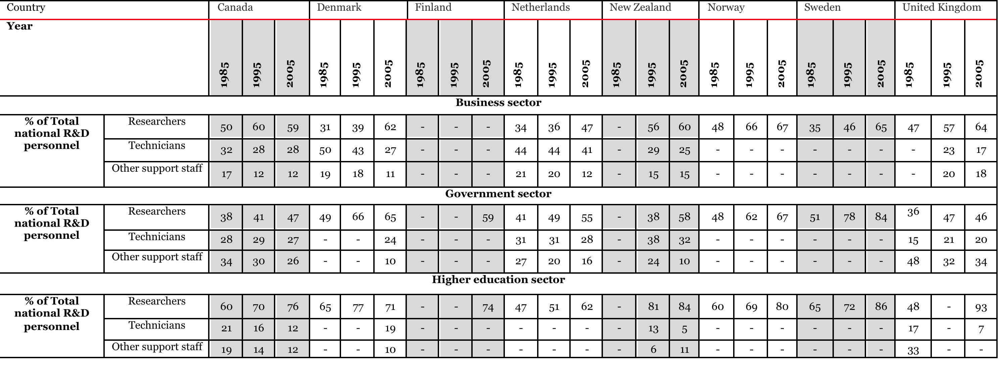 Country Canada Denmark Finland Netherlands New Zealand Norway Sweden United Kingdom
Year 1985 1995 2005 1985 1995 2005 1985 1995 2005 1985 1995 2005 1985 1995 2005 1985 1995 2005 1985 1995 2005 1985 1995 2005
Business sector
% of Total national R&D personnel Researchers 50 60 59 31 39 62 - - - 34 36 47 - 56 60 48 66 67 35 46 65 47 57 64
Technicians 32 28 28 50 43 27 - - - 44 44 41 - 29 25 - - - - - - - 23 17
Other support staff 17 12 12 19 18 11 - - - 21 20 12 - 15 15 - - - - - - - 20 18
Government sector
% of Total national R&D personnel Researchers 38 41 47 49 66 65 - - 59 41 49 55 - 38 58 48 62 67 51 78 84 36 47 46
Technicians 28 29 27 - - 24 - - - 31 31 28 - 38 32 - - - - - - 15 21 20
Other support staff 34 30 26 - - 10 - - - 27 20 16 - 24 10 - - - - - - 48 32 34
Higher education sector
% of Total national R&D personnel Researchers 60 70 76 65 77 71 - - 74 47 51 62 - 81 84 60 69 80 65 72 86 48 - 93
Technicians 21 16 12 - - 19 - - - - - - - 13 5 - - - - - - 17 - 7
Other support staff 19 14 12 - - 10 - - - - - - - 6 11 - - - - - - 33 - -